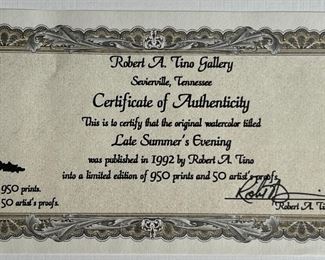 Robert A. Tino Gallery
Sevierville, Tennessee
Certificate of Authenticity
This is to certify that the original watercolor titled
Late Summer's Evening
was published in 1992 by Robert A. Tino
into a limited edition of 950 prints and 50 artist's proofs.
950 prints.
50 artist's proofs.
Robert A. Tino